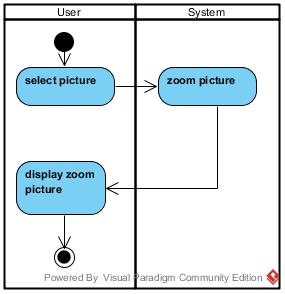 User
System
select picture
zoom picture
display zoom
picture
Powered By Visual Paradigm Community Edition